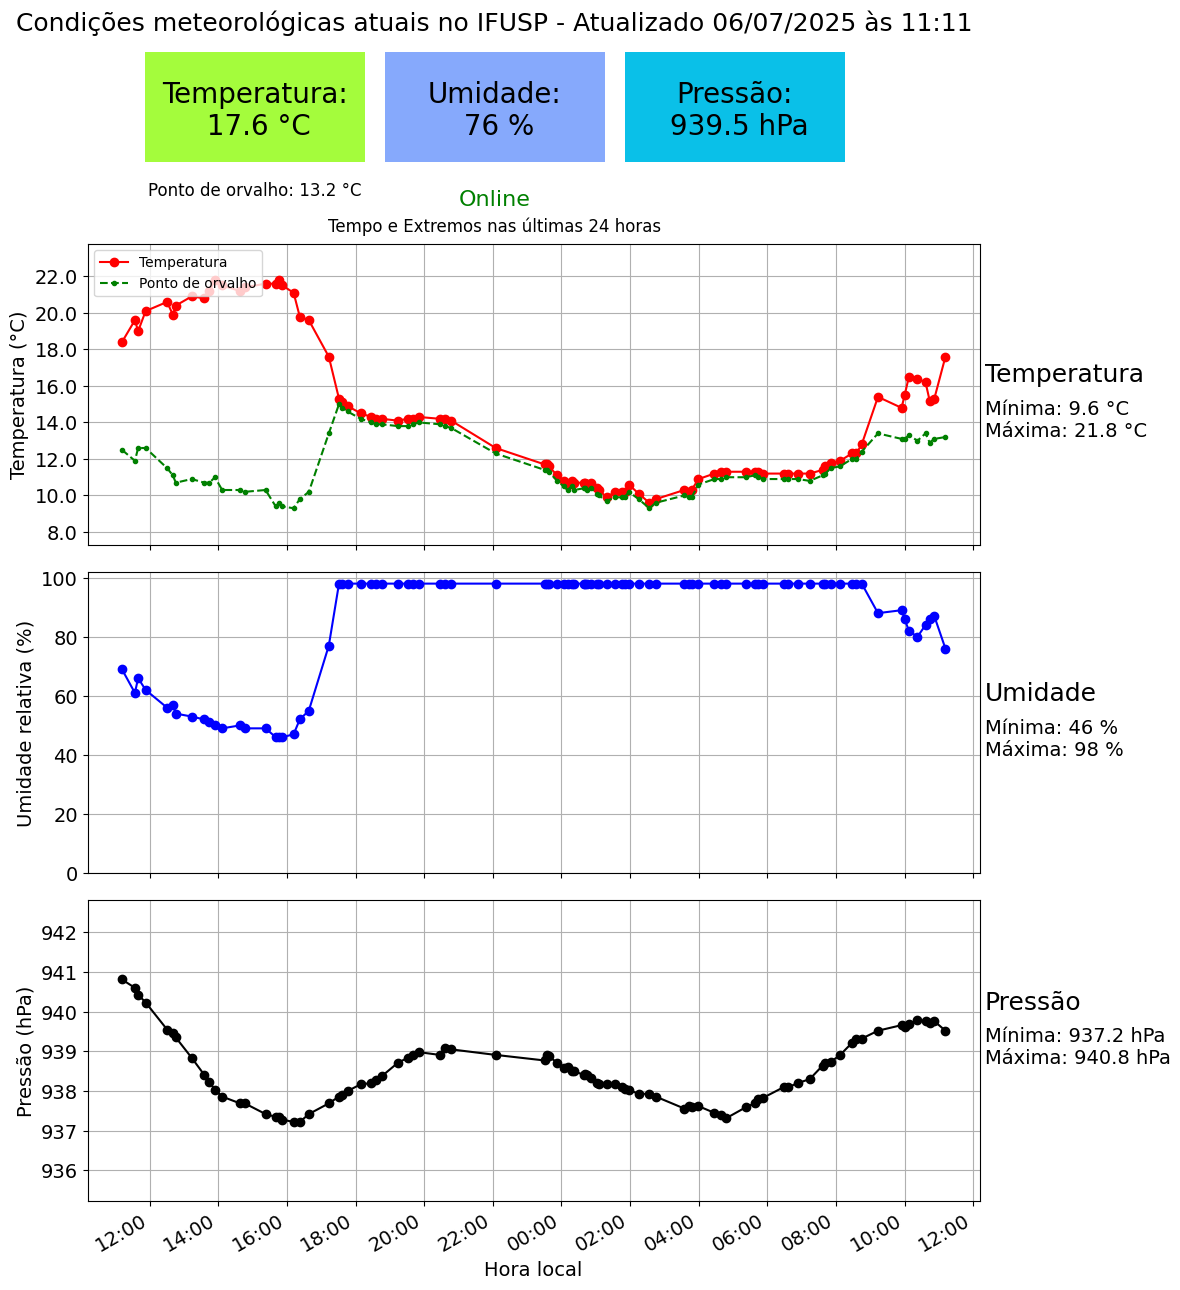 Condições meteorológicas atuais no IFUSP - Atualizado 06/07/2025 às 11:11
Temperatura:
17.6 °C
Umidade:
76 %
Pressão:
939.5 hPa
Ponto de orvalho: 13.2 °C
Online
Tempo e Extremos nas últimas 24 horas
Temperatura
Ponto de orvalho
Temperatura (°C)
22.0
20.0
18.0
16.0
14.0
12.0
10.0
8.0
Temperatura
Mínima: 9.6 °C
Máxima: 21.8 °C
Umidade relativa (%)
100
80
60
40
20
0
Umidade
Mínima: 46 %
Máxima: 98 %
Pressão (hPa)
942
941
940
939
938
937
936
Pressão
Mínima: 937.2 hPa
Máxima: 940.8 hPa
12:00 14:00 16:00 18:00 20:00 22:00 00:00 02:00 04:00 06:00 08:00 10:00 12:00
Hora local